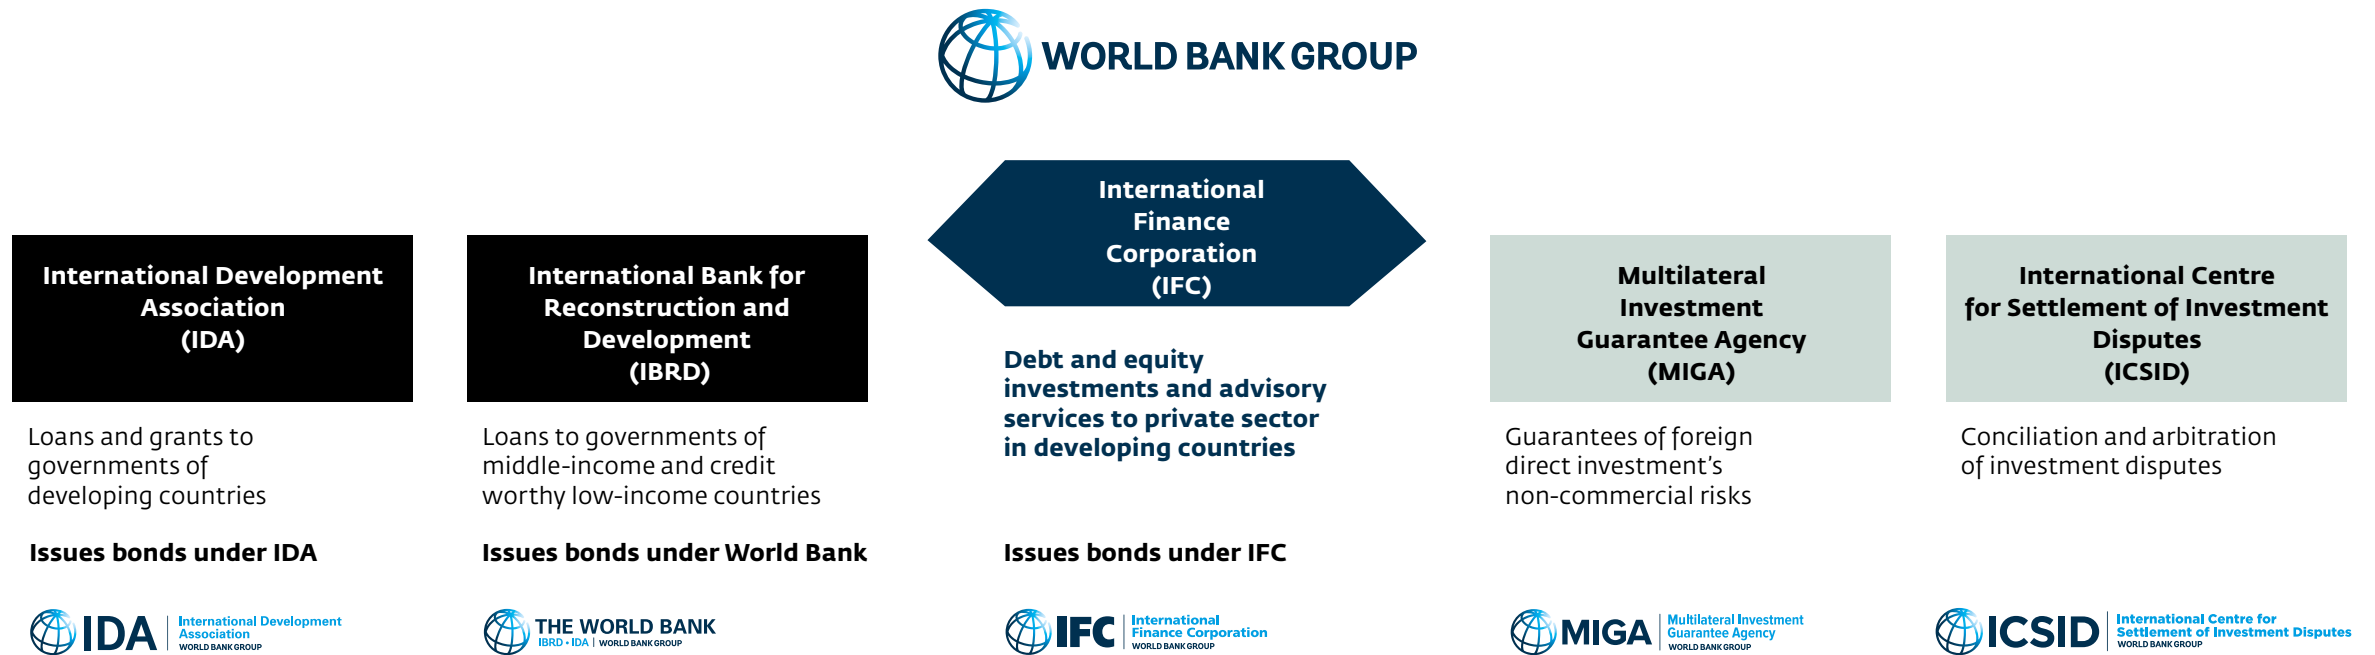 WORLD BANK GROUP
International Development
Association
(IDA)
Loans and grants to
governments of
developing countries
Issues bonds under IDA
IDA
International Development
Association
WORLD BANK GROUP
International Bank for
Reconstruction and
Development
(IBRD)
Loans to governments of
middle-income and credit
worthy low-income countries
Issues bonds under World Bank
THE WORLD BANK
IBRD • IDA | WORLD BANK GROUP
International
Finance
Corporation
(IFC)
Debt and equity
investments and advisory
services to private sector
in developing countries
Issues bonds under IFC
IFC
International
Finance Corporation
WORLD BANK GROUP
Multilateral
Investment
Guarantee Agency
(MIGA)
Guarantees of foreign
direct investment’s
non-commercial risks
MIGA
Multilateral Investment
Guarantee Agency
WORLD BANK GROUP
International Centre
for Settlement of Investment
Disputes
(ICSID)
Conciliation and arbitration
of investment disputes
ICSID
International Centre for
Settlement of Investment Disputes
WORLD BANK GROUP